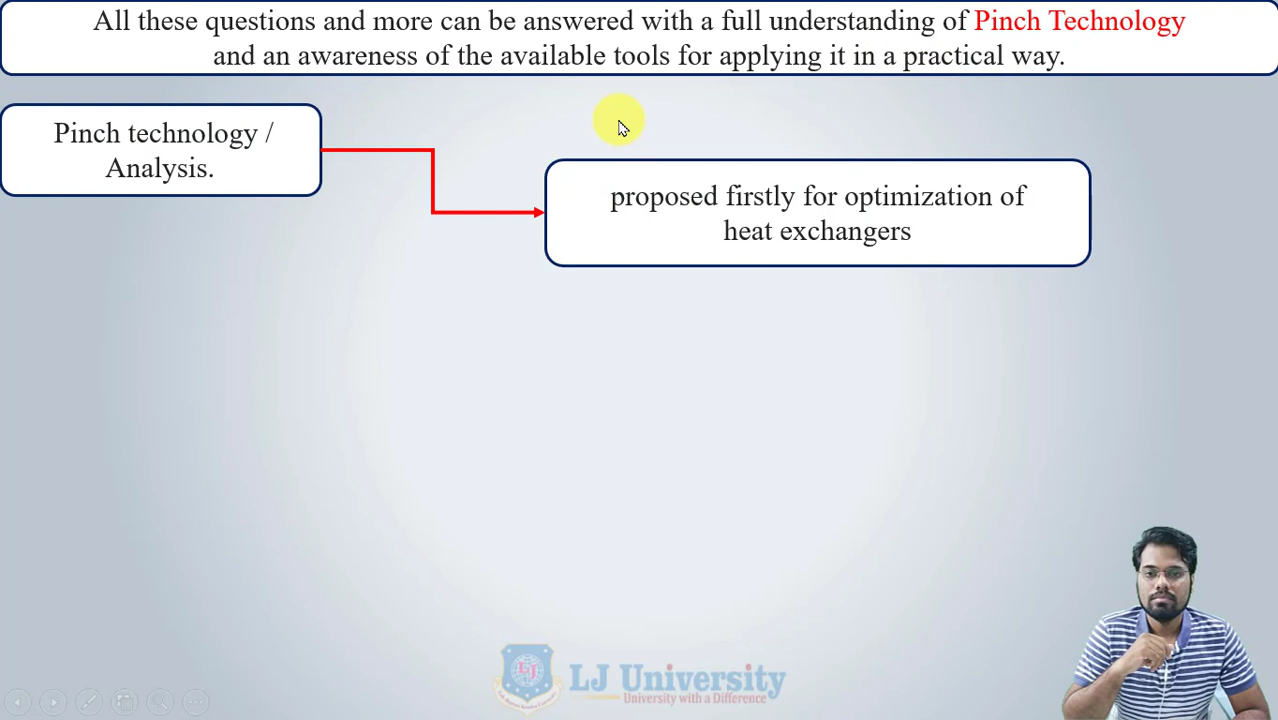 All these questions and more can be answered with a full understanding of Pinch Technology
and an awareness of the available tools for applying it in a practical way.
Pinch technology /
Analysis.
proposed firstly for optimization of
heat exchangers
LJ University
University with a Difference